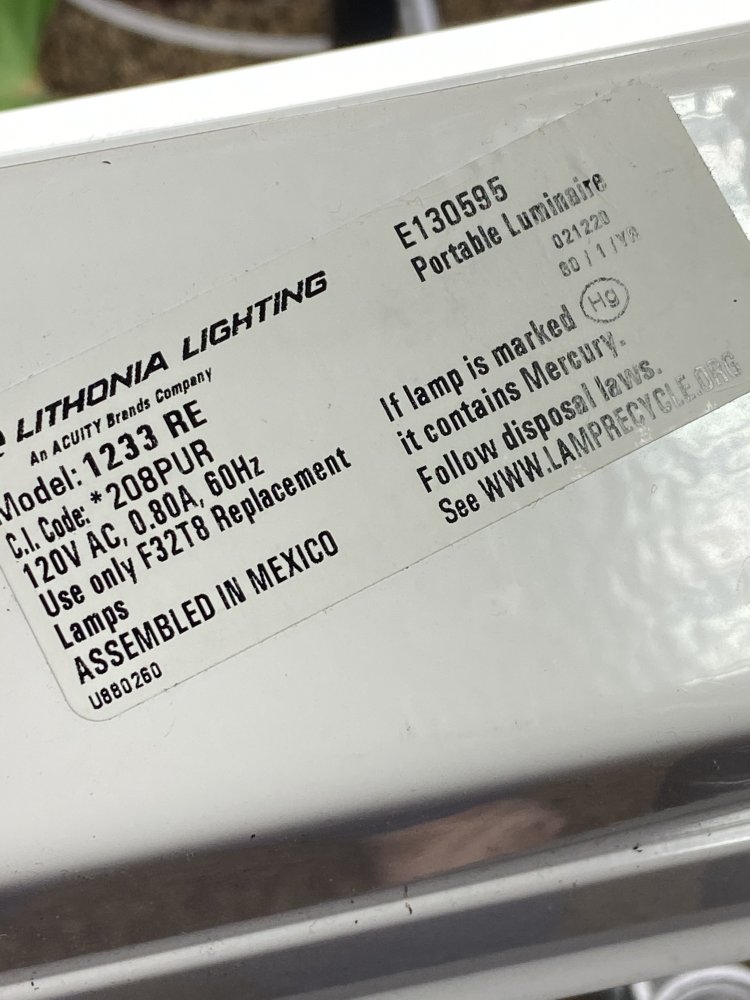 LITHONIA LIGHTING
An ACUITY Brands Company
Model: 1233 RE
C.I. Code: *208PUR
120V AC, 0.80A, 60Hz
Use only F32T8 Replacement
Lamps
ASSEMBLED IN MEXICO
U880260
E130595
Portable Luminaire
021220
If lamp is marked Hg
it contains Mercury.
Follow disposal laws.
See WWW.LAMPRECYCLE.ORG